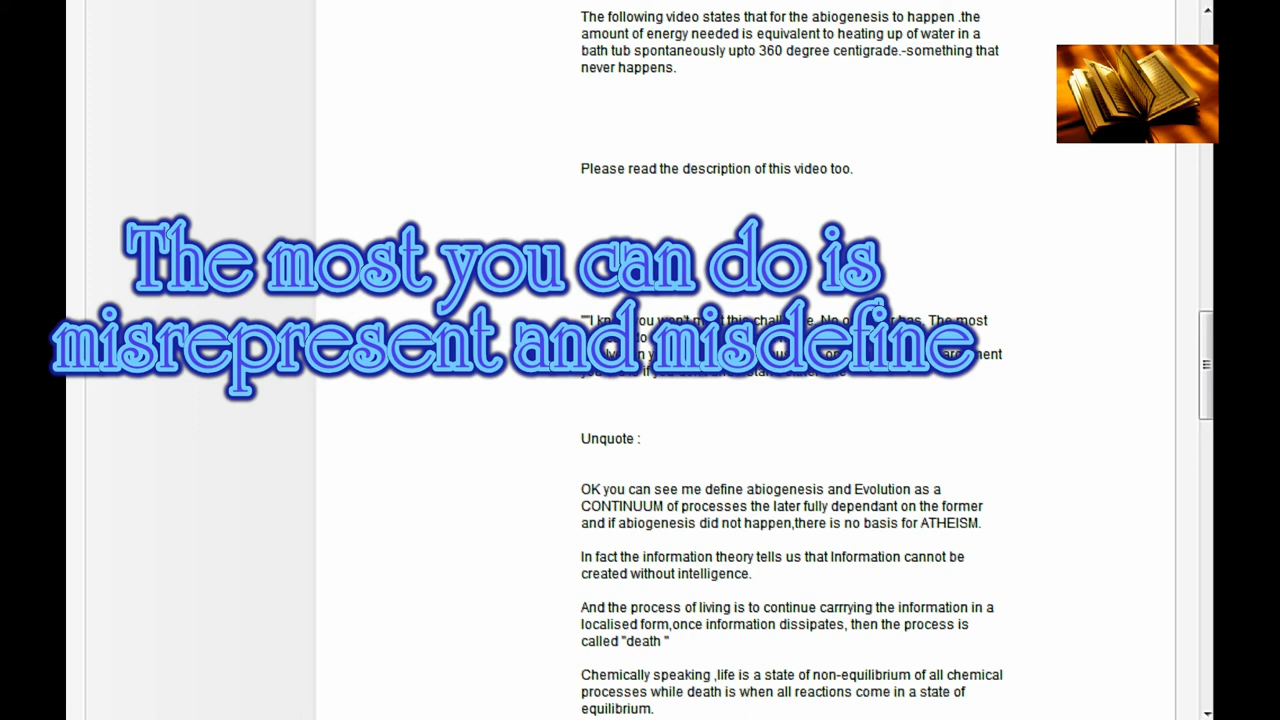 The following video states that for the abiogenesis to happen .the
amount of energy needed is equivalent to heating up of water in a
bath tub spontaneously upto 360 degree centigrade.-something that
never happens.
Please read the description of this video too.
The most you can do is
misrepresent and misdefine
The most
Unquote :
OK you can see me define abiogenesis and Evolution as a
CONTINUUM of processes the later fully dependant on the former
and if abiogenesis did not happen,there is no basis for ATHEISM.
In fact the information theory tells us that Information cannot be
created without intelligence.
And the process of living is to continue carrrying the information in a
localised form,once information dissipates, then the process is
called "death "
Chemically speaking ,life is a state of non-equilibrium of all chemical
processes while death is when all reactions come in a state of
equilibrium.